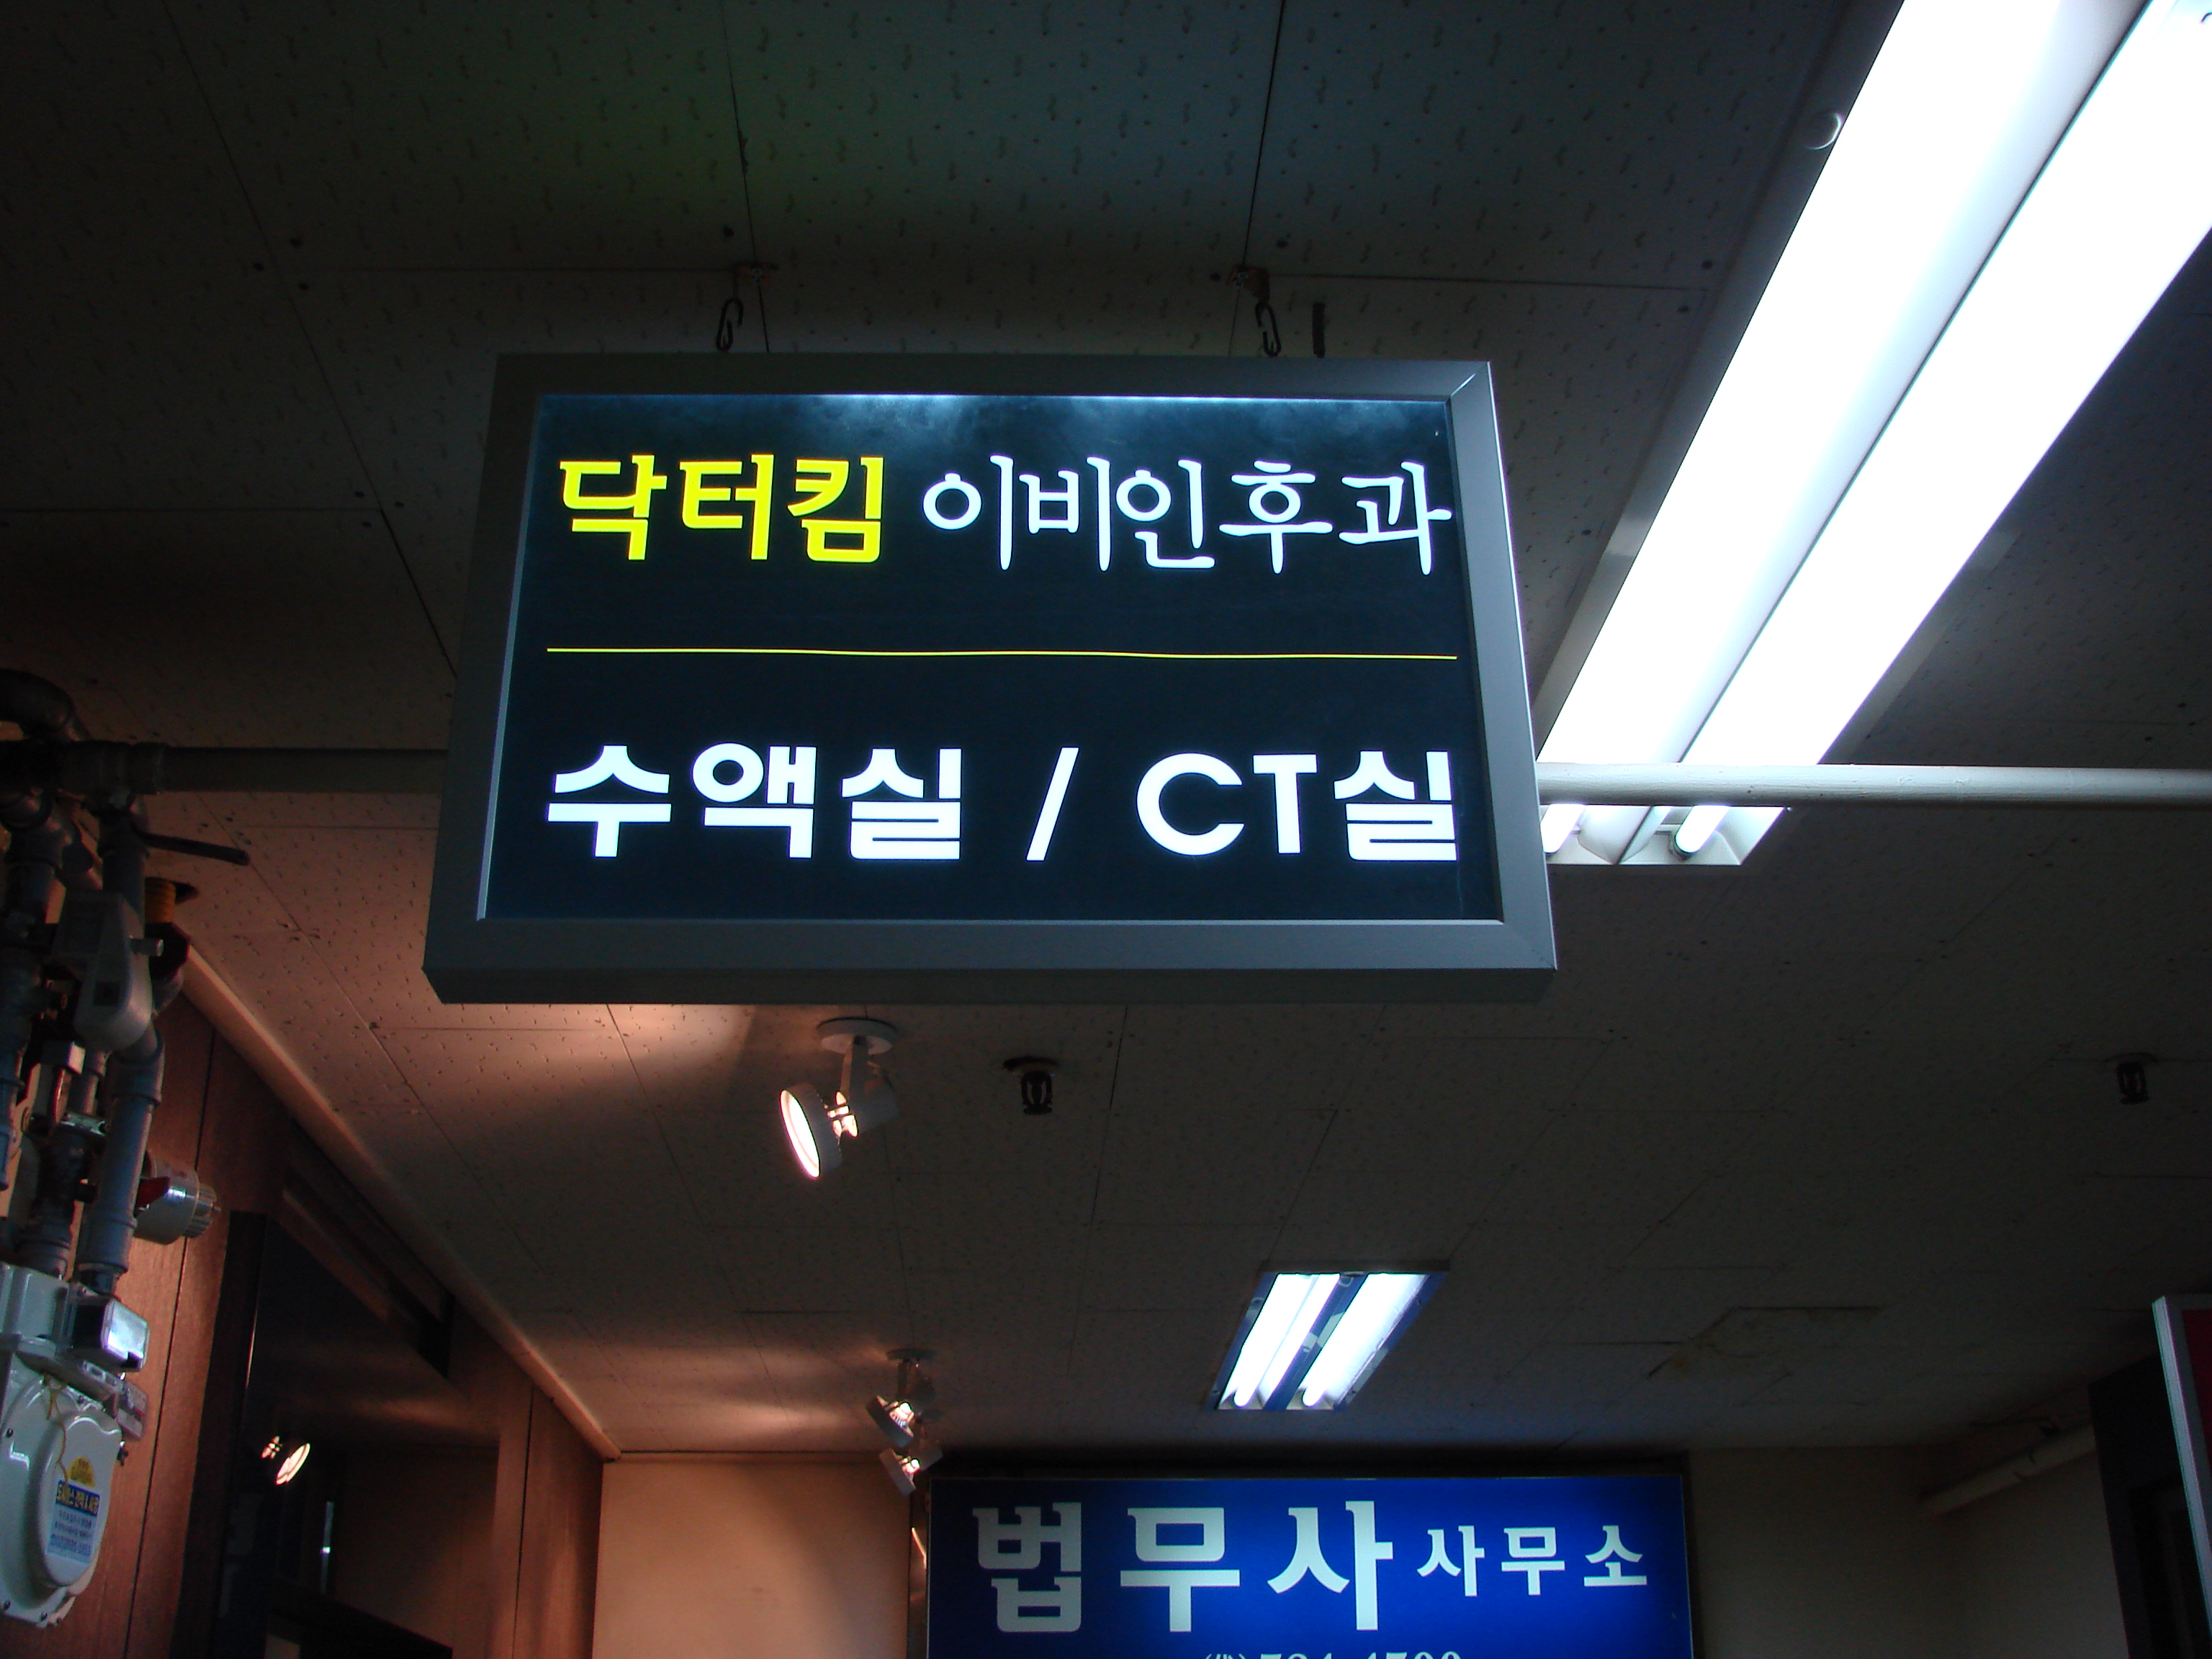 닥터킴 이비인후과
수액실 / CT실
법무사 사무소